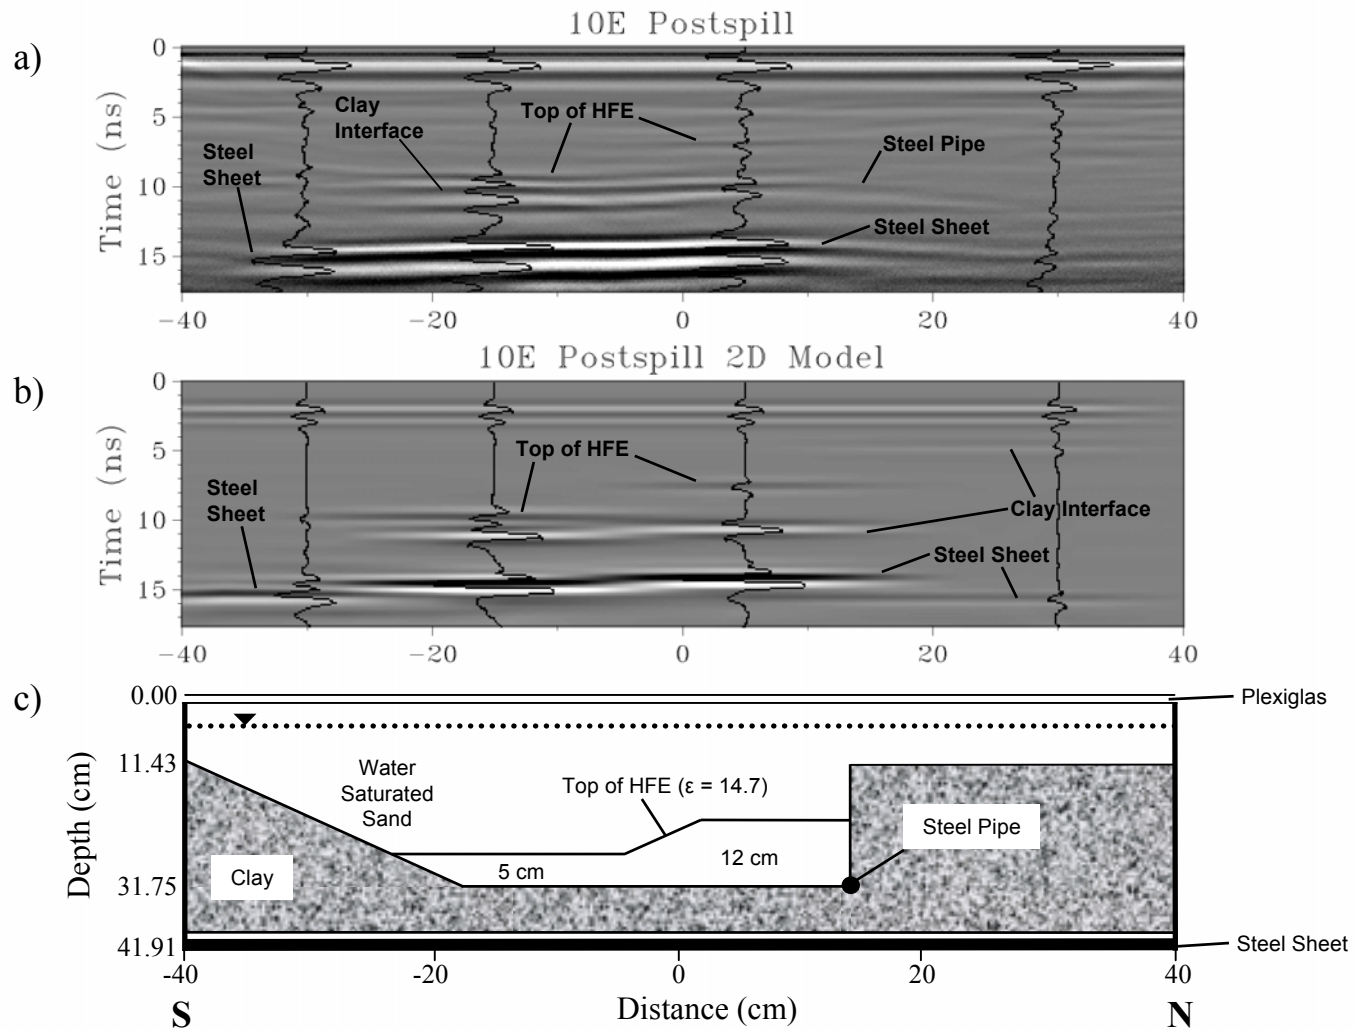 10E Postspill
a)
0
5
10
15
Time (ns)
Clay
Interface
Top of HFE
Steel Pipe
Steel
Sheet
Steel Sheet
−40
−20
0
20
40
10E Postspill 2D Model
b)
0
5
10
15
Time (ns)
Top of HFE
Steel
Sheet
Clay Interface
Steel Sheet
−40
−20
0
20
40
c)
0.00
11.43
31.75
41.91
Depth (cm)
Plexiglas
Water
Saturated
Sand
Top of HFE (ε = 14.7)
Steel Pipe
12 cm
5 cm
Clay
Steel Sheet
-40
-20
0
20
40
S
Distance (cm)
N